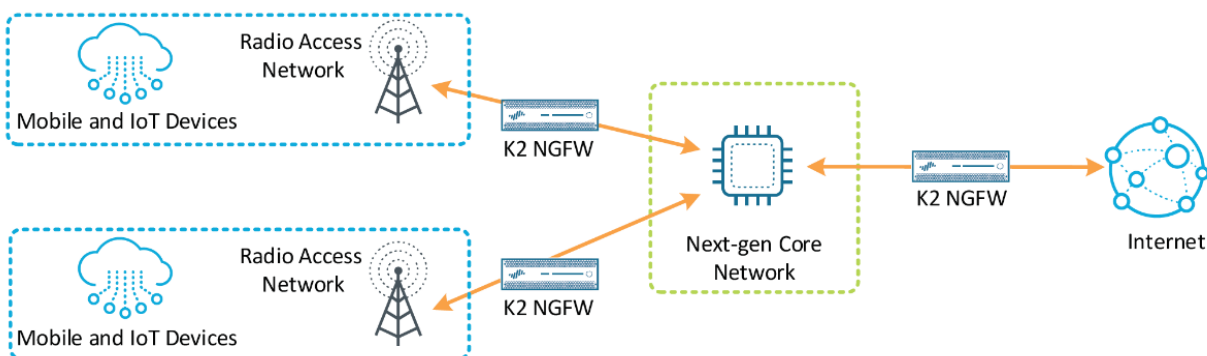 Radio Access
Network
Mobile and IoT Devices
K2 NGFW
Radio Access
Network
Mobile and IoT Devices
K2 NGFW
Next-gen Core
Network
K2 NGFW
Internet